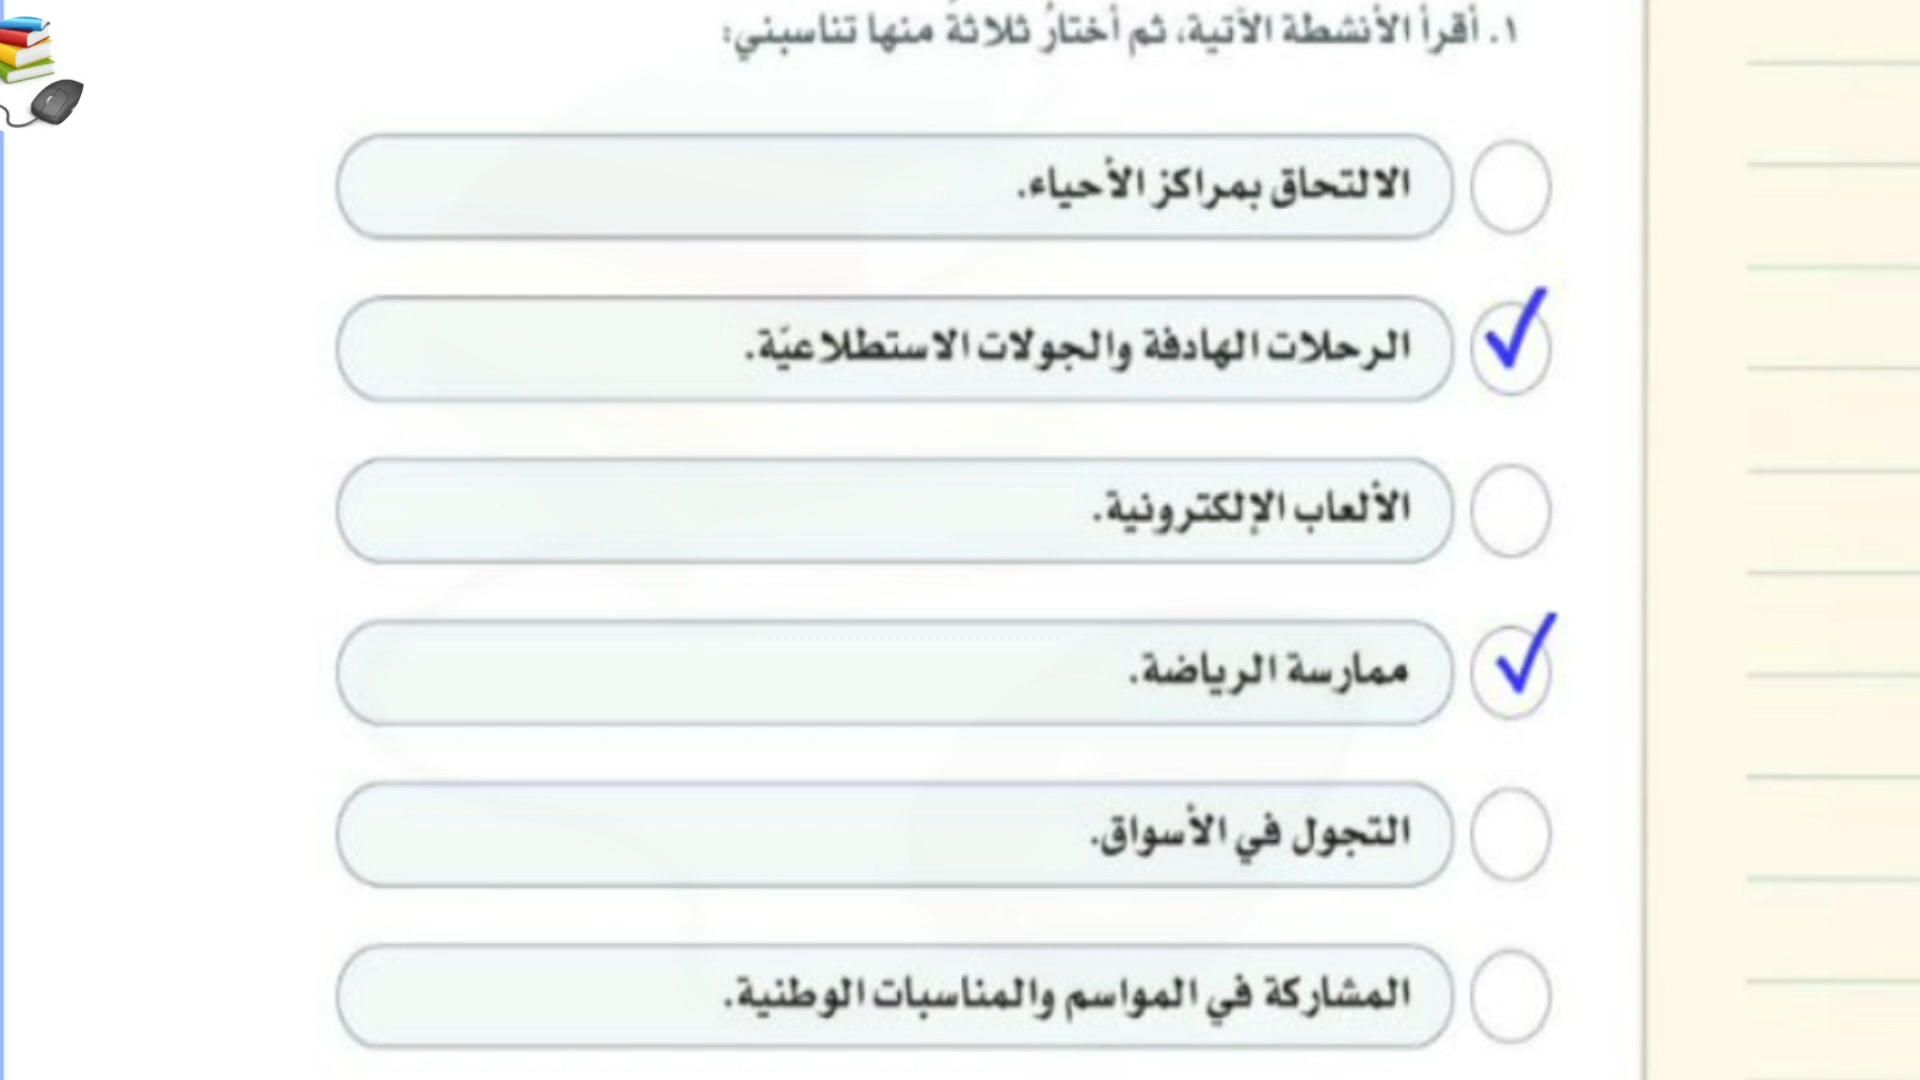 ١. أقرأ الأنشطة الآتية، ثم أختارُ ثلاثةً منها تناسبني:
الالتحاق بمراكز الأحياء.
الرحلات الهادفة والجولات الاستطلاعيّة.
الألعاب الإلكترونية.
ممارسة الرياضة.
التجول في الأسواق.
المشاركة في المواسم والمناسبات الوطنية.